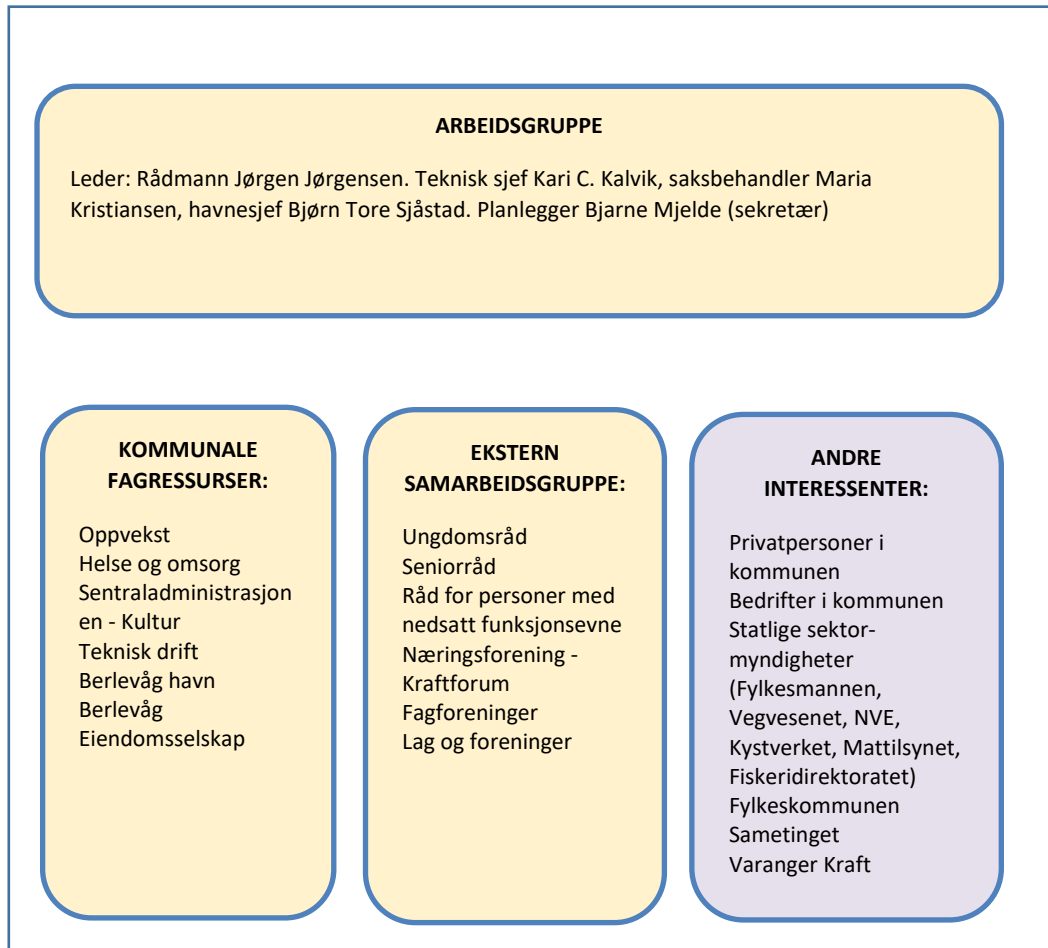 ARBEIDSGRUPPE
Leder: Rådmann Jørgen Jørgensen. Teknisk sjef Kari C. Kalvik, saksbehandler Maria
Kristiansen, havnesjef Bjørn Tore Sjåstad. Planlegger Bjarne Mjelde (sekretær)
KOMMUNALE
FAGRESSURSER:
Oppvekst
Helse og omsorg
Sentraladministrasjon
en - Kultur
Teknisk drift
Berlevåg havn
Berlevåg
Eiendomsselskap
EKSTERN
SAMARBEIDSGRUPPE:
Ungdomsråd
Seniorråd
Råd for personer med
nedsatt funksjonsevne
Næringsforening -
Kraftforum
Fagforeninger
Lag og foreninger
ANDRE
INTERESSENTER:
Privatpersoner i
kommunen
Bedrifter i kommunen
Statlige sektor-
myndigheter
(Fylkesmannen,
Vegvesenet, NVE,
Kystverket, Mattilsynet,
Fiskeridirektoratet)
Fylkeskommunen
Sametinget
Varanger Kraft